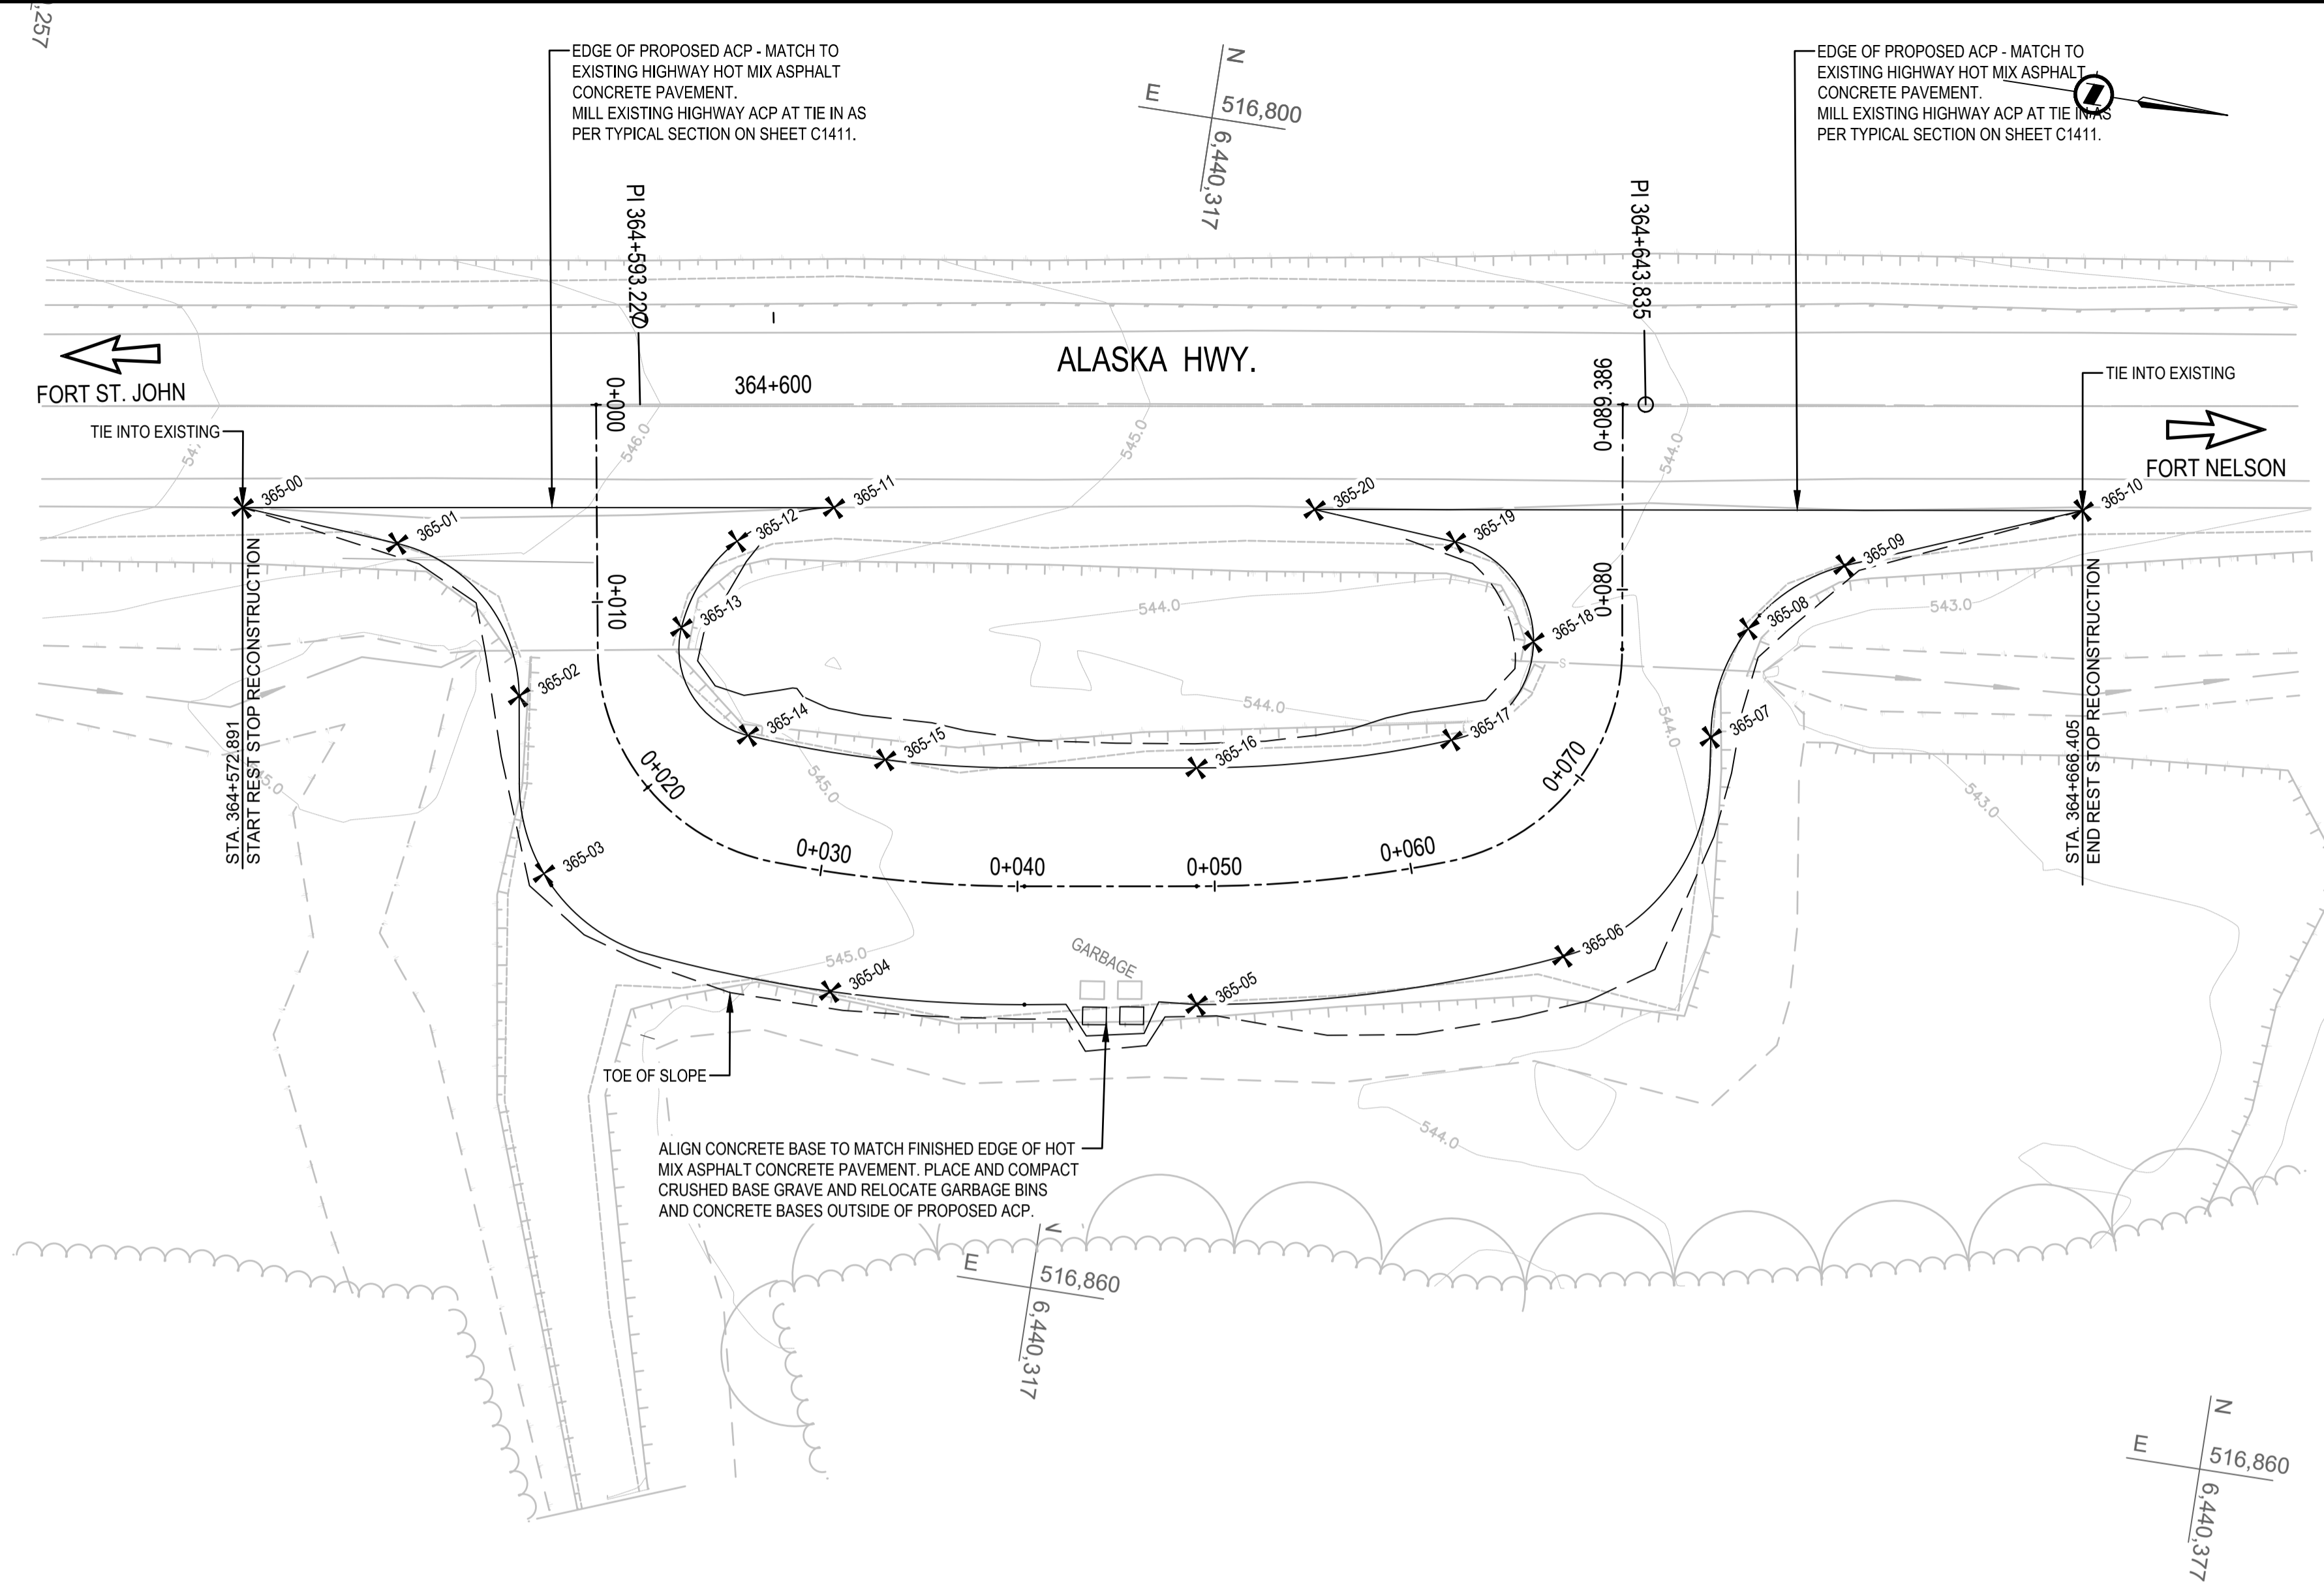 ,257
EDGE OF PROPOSED ACP - MATCH TO
EXISTING HIGHWAY HOT MIX ASPHALT
CONCRETE PAVEMENT.
MILL EXISTING HIGHWAY ACP AT TIE IN AS
PER TYPICAL SECTION ON SHEET C1411.
N
E
516,800
6,440,317
EDGE OF PROPOSED ACP - MATCH TO
EXISTING HIGHWAY HOT MIX ASPHALT
CONCRETE PAVEMENT.
MILL EXISTING HIGHWAY ACP AT TIE IN AS
PER TYPICAL SECTION ON SHEET C1411.
PI 364+593.227
PI 364+643.835
ALASKA HWY.
FORT ST. JOHN
364+600
0+000
0+089.386
TIE INTO EXISTING
TIE INTO EXISTING
FORT NELSON
547.
546.0
545.0
544.0
365-00
365-01
365-11
365-12
365-20
365-19
365-10
365-09
STA. 364+572.891
START REST STOP RECONSTRUCTION
0+010
0+080
365-13
544.0
365-18
365-08
543.0
STA. 364+666.405
END REST STOP RECONSTRUCTION
365-02
S
544.0
365-14
365-15
365-16
365-17
365-07
544.0
545.0
0+020
545.0
0+070
543.0
365-03
0+030
0+040
0+050
0+060
365-04
545.0
GARBAGE
365-05
365-06
TOE OF SLOPE
544.0
ALIGN CONCRETE BASE TO MATCH FINISHED EDGE OF HOT
MIX ASPHALT CONCRETE PAVEMENT. PLACE AND COMPACT
CRUSHED BASE GRAVE AND RELOCATE GARBAGE BINS
AND CONCRETE BASES OUTSIDE OF PROPOSED ACP.
N
E
516,860
6,440,317
N
E
516,860
6,440,377